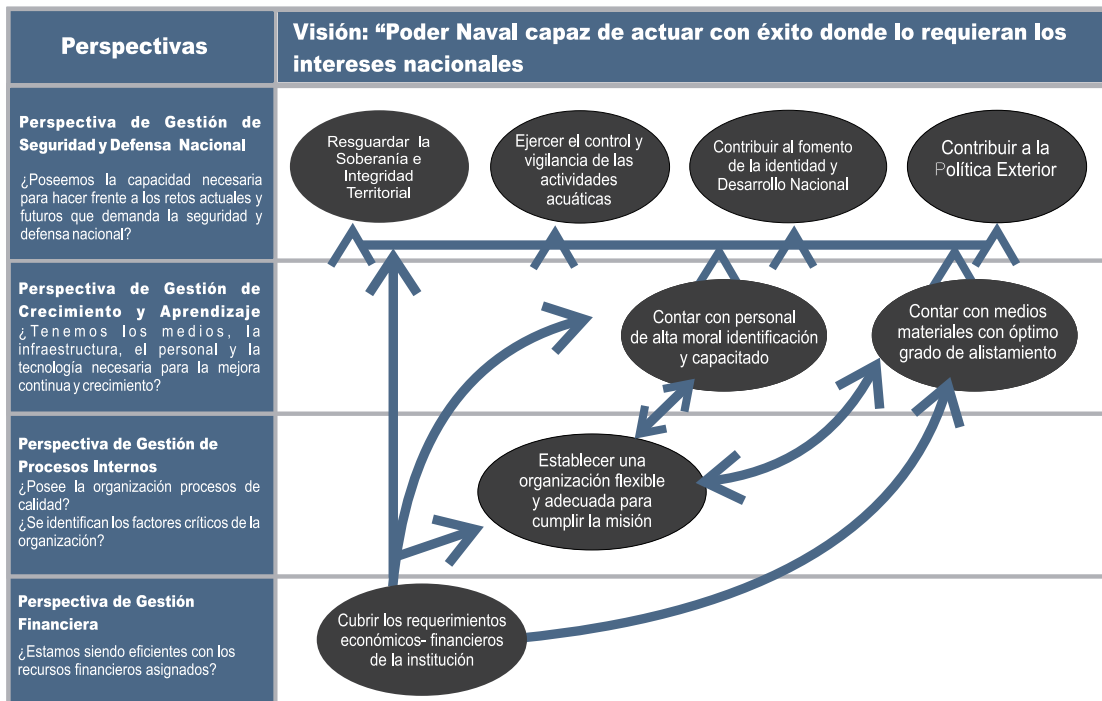 Perspectivas
Visión: “Poder Naval capaz de actuar con éxito donde lo requieran los
intereses nacionales
Perspectiva de Gestión de
Seguridad y Defensa Nacional
¿Poseemos la capacidad necesaria
para hacer frente a los retos actuales y
futuros que demanda la seguridad y
defensa nacional?
Resguardar la
Soberanía e
Integridad
Territorial
Ejercer el control y
vigilancia de las
actividades
acuáticas
Contribuir al fomento
de la identidad y
Desarrollo Nacional
Contribuir a la
Política Exterior
Perspectiva de Gestión de
Crecimiento y Aprendizaje
¿Tenemos los medios, la
infraestructura, el personal y la
tecnología necesaria para la mejora
continua y crecimiento?
Contar con personal
de alta moral identificación
y capacitado
Contar con medios
materiales con óptimo
grado de alistamiento
Perspectiva de Gestión de
Procesos Internos
¿Posee la organización procesos de
calidad?
¿Se identifican los factores críticos de la
organización?
Establecer una
organización flexible
y adecuada para
cumplir la misión
Perspectiva de Gestión
Financiera
¿Estamos siendo eficientes con los
recursos financieros asignados?
Cubrir los requerimientos
económicos- financieros
de la institución